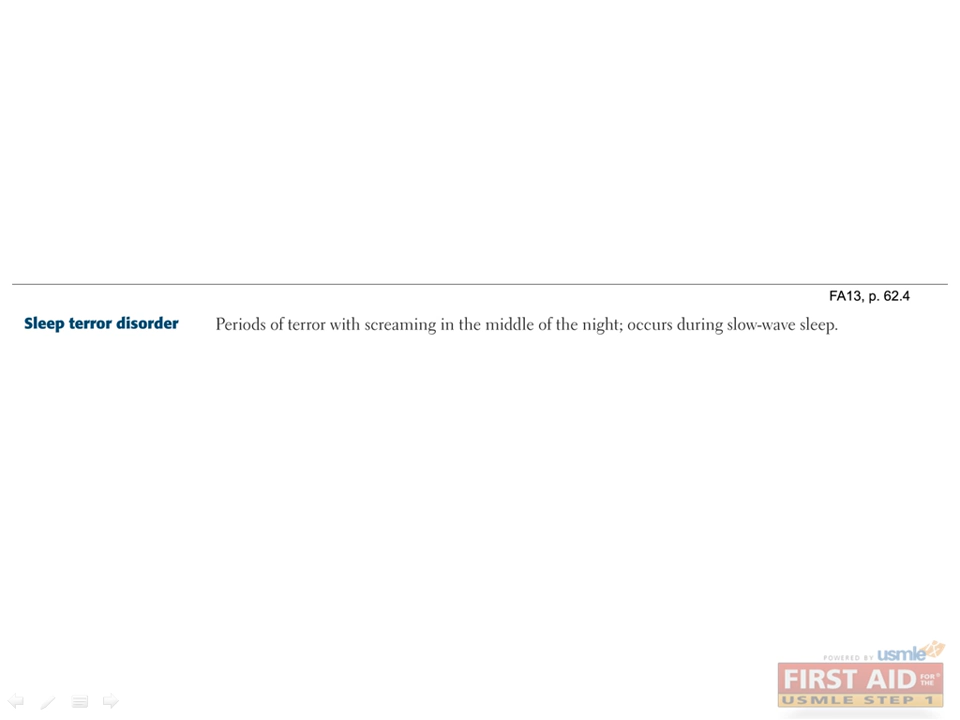 FA13, p. 62.4
Sleep terror disorder Periods of terror with screaming in the middle of the night; occurs during slow-wave sleep.
POWERED BY usmle
FIRST AID FOR THE®
USMLE STEP 1